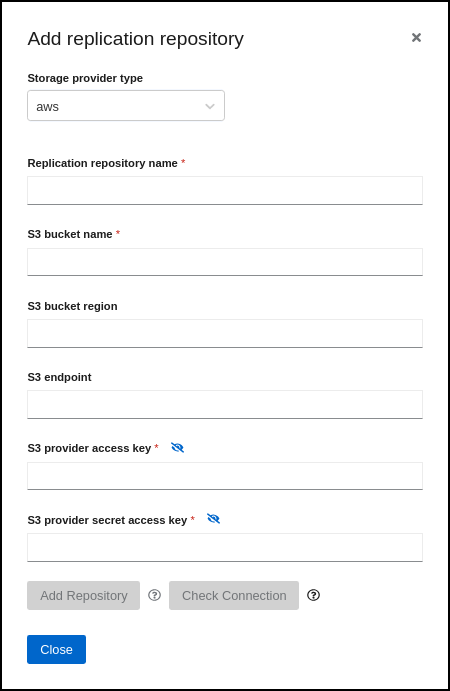 Add replication repository
Storage provider type
aws
Replication repository name *
S3 bucket name *
S3 bucket region
S3 endpoint
S3 provider access key *
S3 provider secret access key *
Add Repository ? Check Connection ?
Close